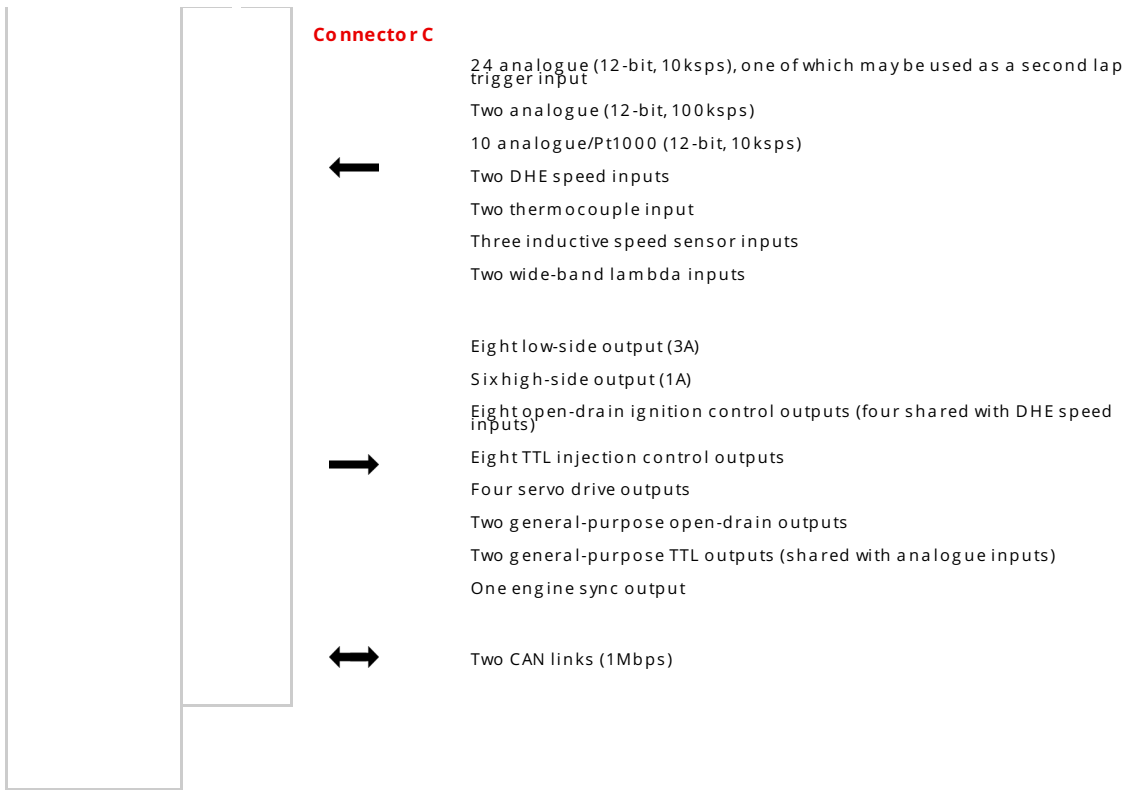 Connector C
24 analogue (12-bit, 10ksps), one of which may be used as a second lap
trigger input
Two analogue (12-bit, 100ksps)
10 analogue/Pt1000 (12-bit, 10ksps)
Two DHE speed inputs
Two thermocouple input
Three inductive speed sensor inputs
Two wide-band lambda inputs
Eight low-side output (3A)
Six high-side output (1A)
Eight open-drain ignition control outputs (four shared with DHE speed
inputs)
Eight TTL injection control outputs
Four servo drive outputs
Two general-purpose open-drain outputs
Two general-purpose TTL outputs (shared with analogue inputs)
One engine sync output
Two CAN links (1Mbps)